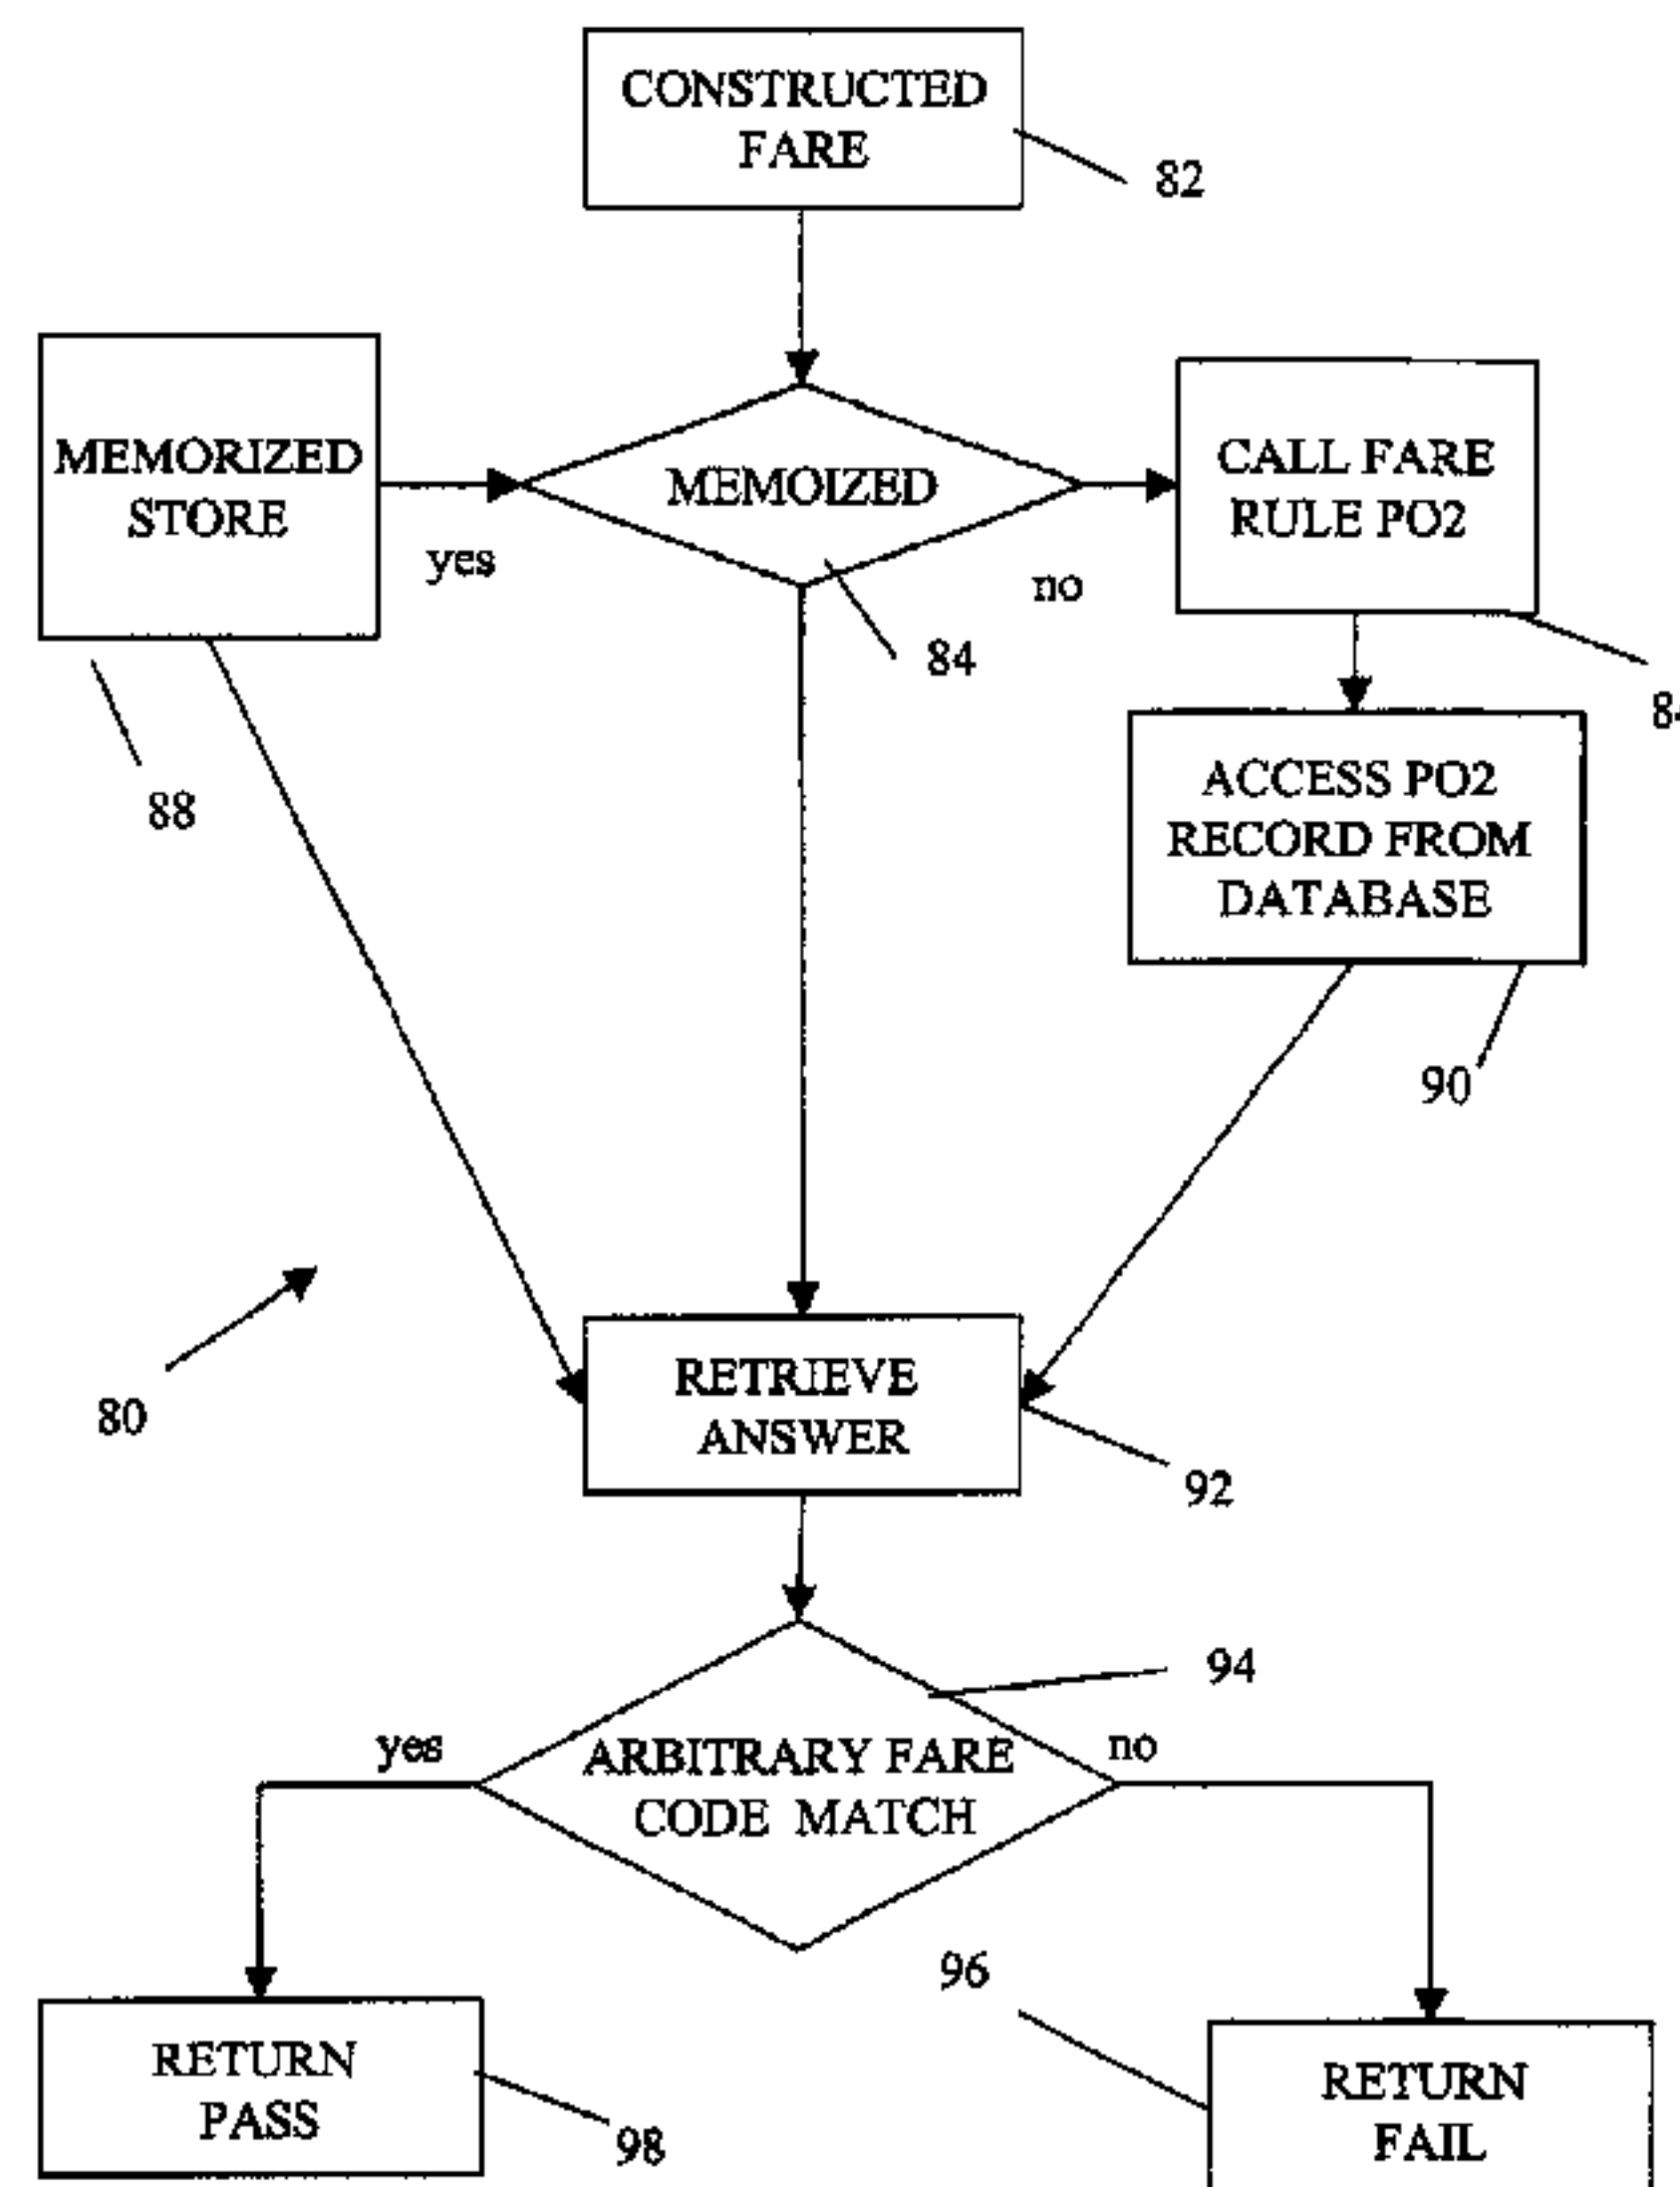 CONSTRUCTED
FARE
82
MEMORIZED
STORE
yes
MEMOIZED
no
CALL FARE
RULE PO2
84
88
ACCESS PO2
RECORD FROM
DATABASE
90
80
RETRIEVE
ANSWER
92
94
yes
ARBITRARY FARE
CODE MATCH
no
96
RETURN
PASS
98
RETURN
FAIL